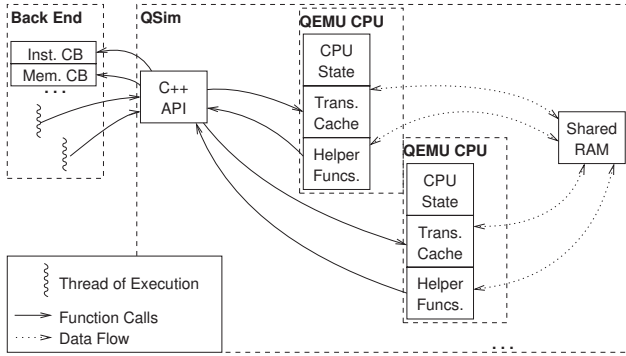 Back End
QSim
QEMU CPU
Inst. CB
Mem. CB
...
C++
API
CPU
State
Trans.
Cache
Helper
Funcs.
Shared
RAM
QEMU CPU
CPU
State
Trans.
Cache
Helper
Funcs.
Thread of Execution
Function Calls
Data Flow
...